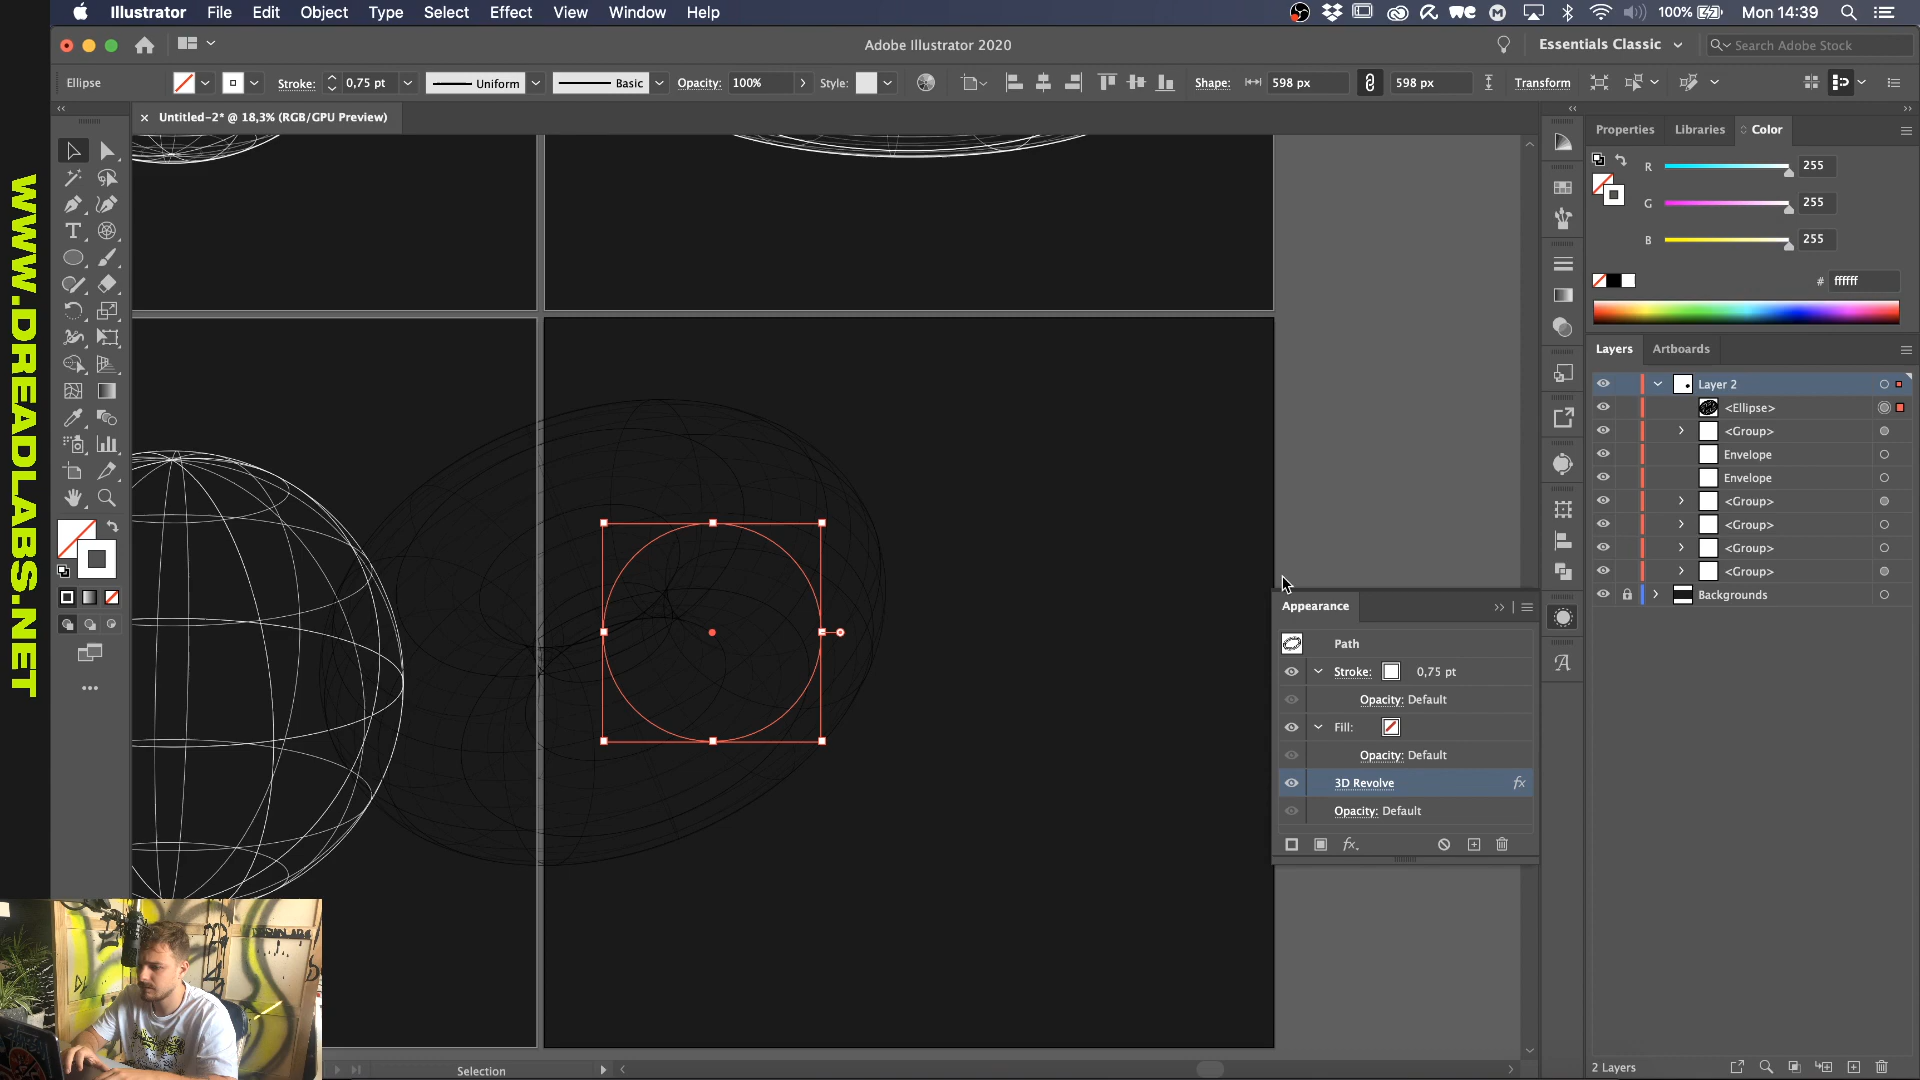 Illustrator File Edit Object Type Select Effect View Window Help
100% Mon 14:39
Adobe Illustrator 2020
Essentials Classic
Search Adobe Stock
Ellipse Stroke: 0,75 pt Uniform Basic Opacity: 100% Style: Shape: 598 px 598 px Transform
× Untitled-2* @ 18,3% (RGB/GPU Preview)
Properties Libraries Color
R 255
G 202
B 239
# ffffff
Layers Artboards
Layer 2
<Ellipse>
<Group>
Envelope
Envelope
<Group>
<Group>
<Group>
<Group>
Backgrounds
Appearance
Path
Stroke: 0,75 pt
Opacity: Default
Fill:
Opacity: Default
3D Revolve fx
Opacity: Default
fx.
2 Layers
Selection
WWW.DREADLABS.NET